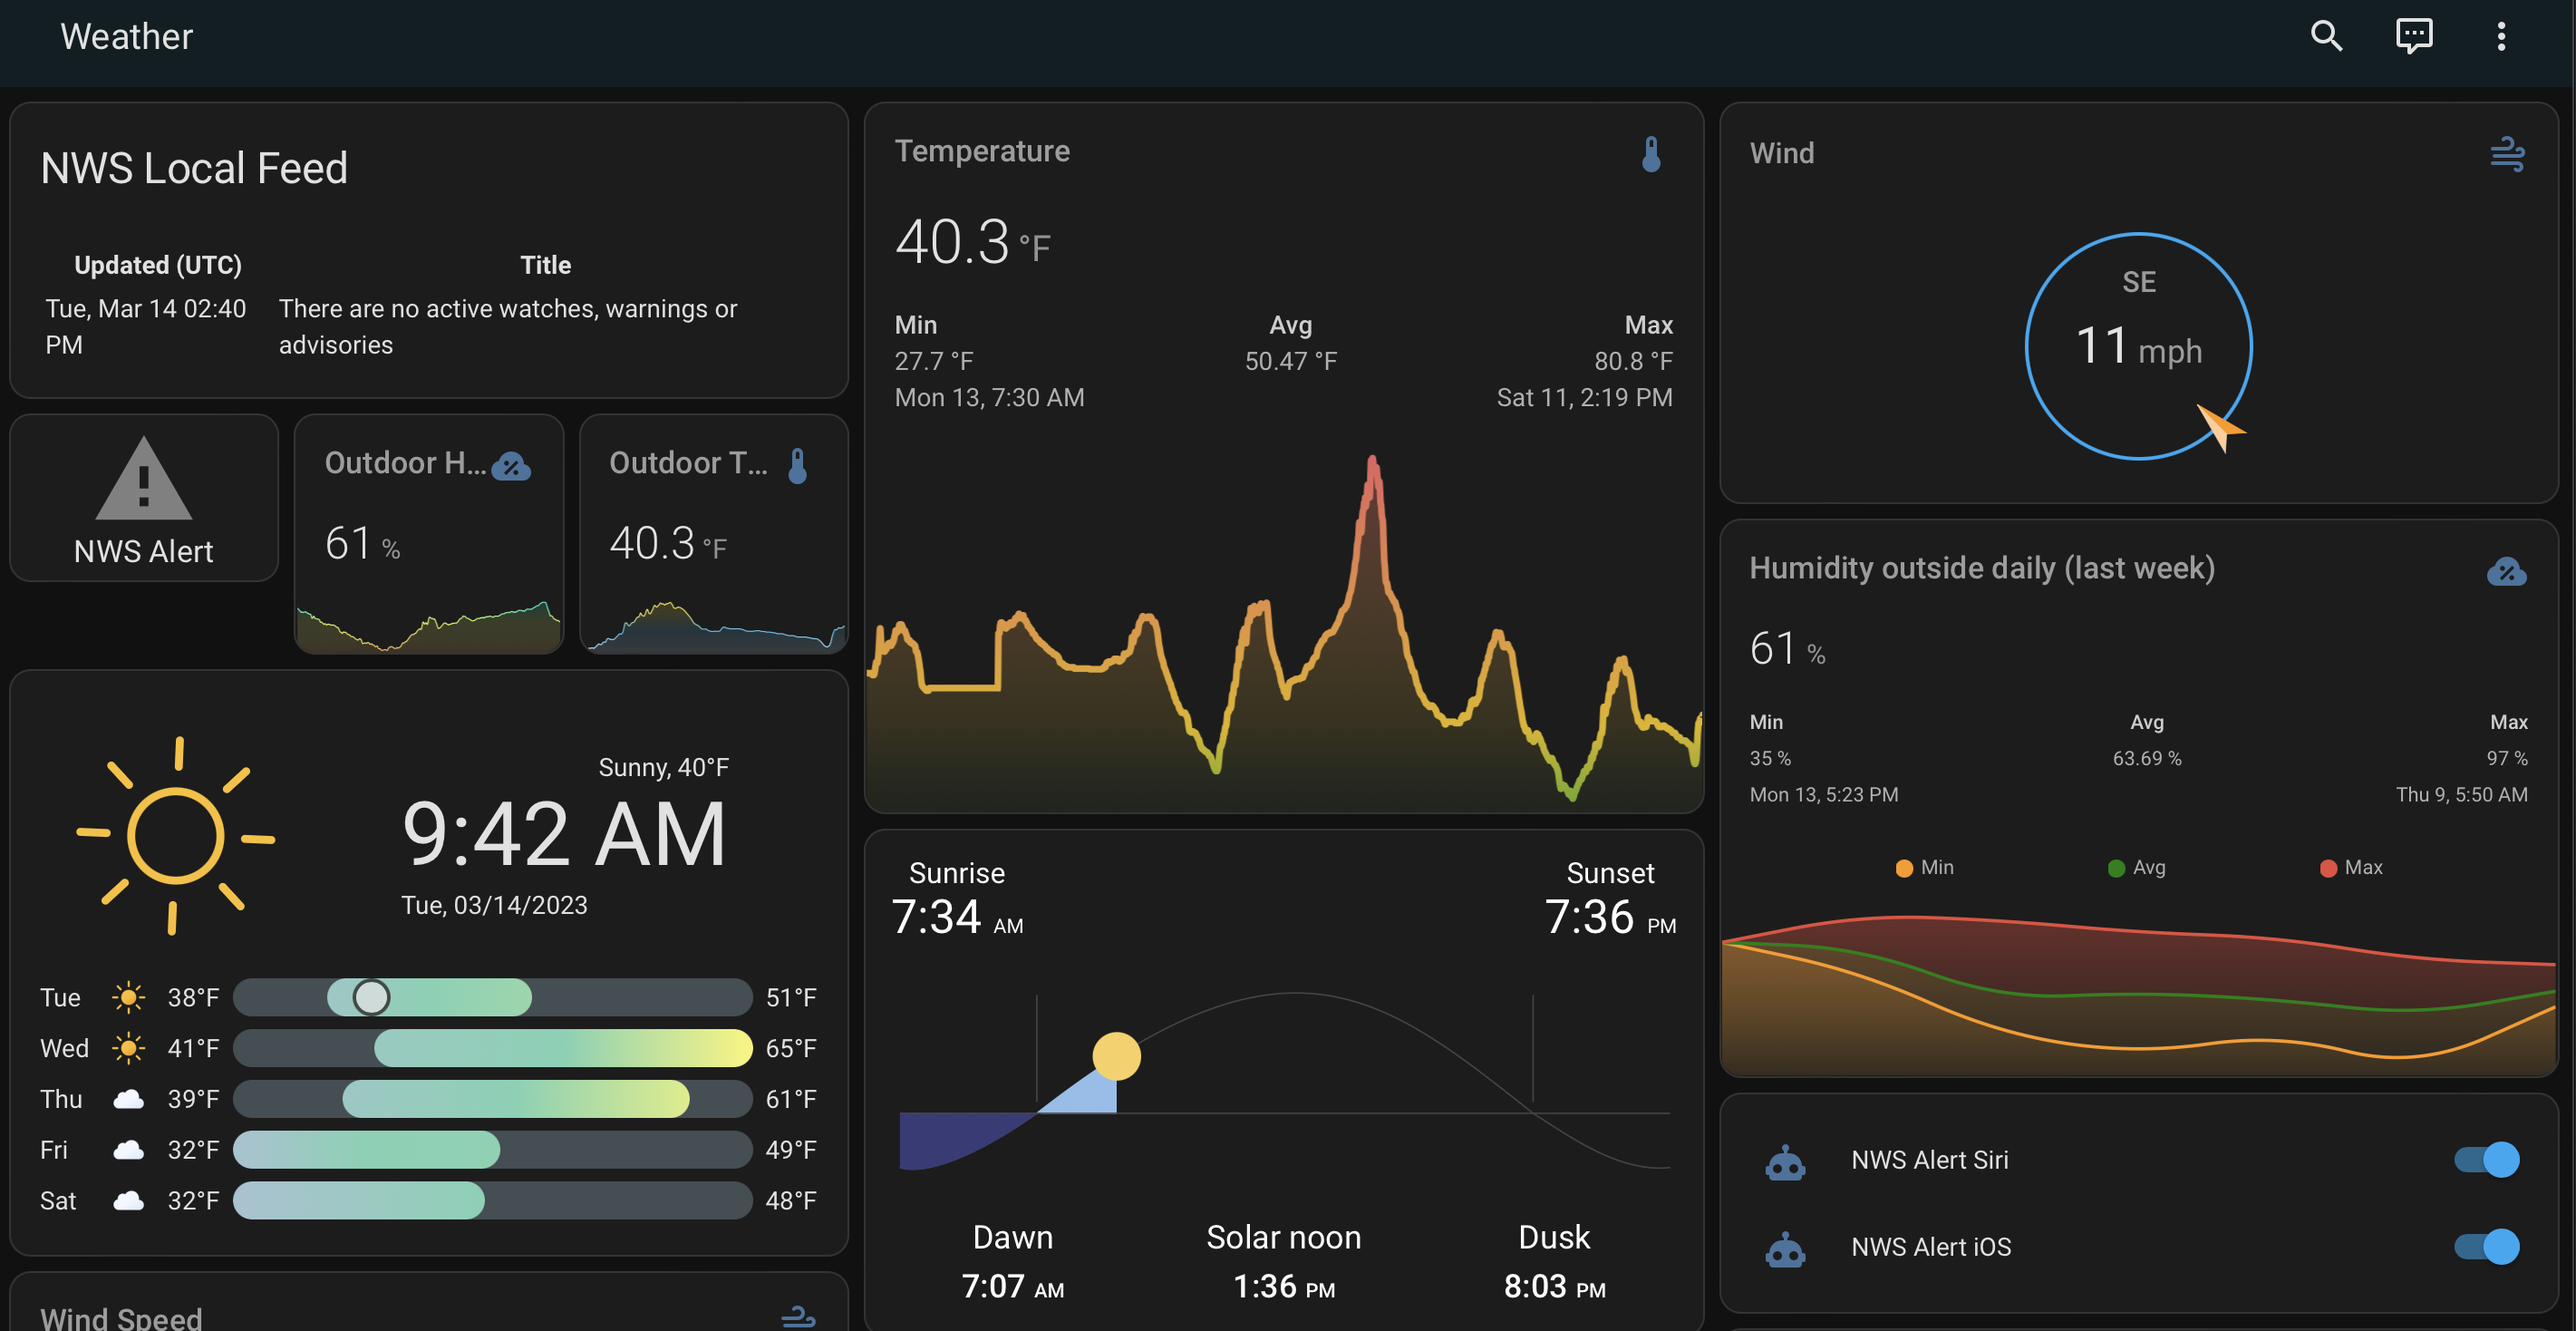 Weather
NWS Local Feed
Updated (UTC) Title
Tue, Mar 14 02:40 There are no active watches, warnings or
PM advisories
NWS Alert
Outdoor H...
61 %
Outdoor T...
40.3 °F
Sunny, 40°F
9:42 AM
Tue, 03/14/2023
Tue 38°F 51°F
Wed 41°F 65°F
Thu 39°F 61°F
Fri 32°F 49°F
Sat 32°F 48°F
Wind Speed
Temperature
40.3 °F
Min Avg Max
27.7 °F 50.47 °F 80.8 °F
Mon 13, 7:30 AM Sat 11, 2:19 PM
Sunrise Sunset
7:34 AM 7:36 PM
Dawn Solar noon Dusk
7:07 AM 1:36 PM 8:03 PM
Wind
SE
11 mph
Humidity outside daily (last week)
61 %
Min Avg Max
35 % 63.69 % 97 %
Mon 13, 5:23 PM Thu 9, 5:50 AM
Min Avg Max
NWS Alert Siri
NWS Alert iOS